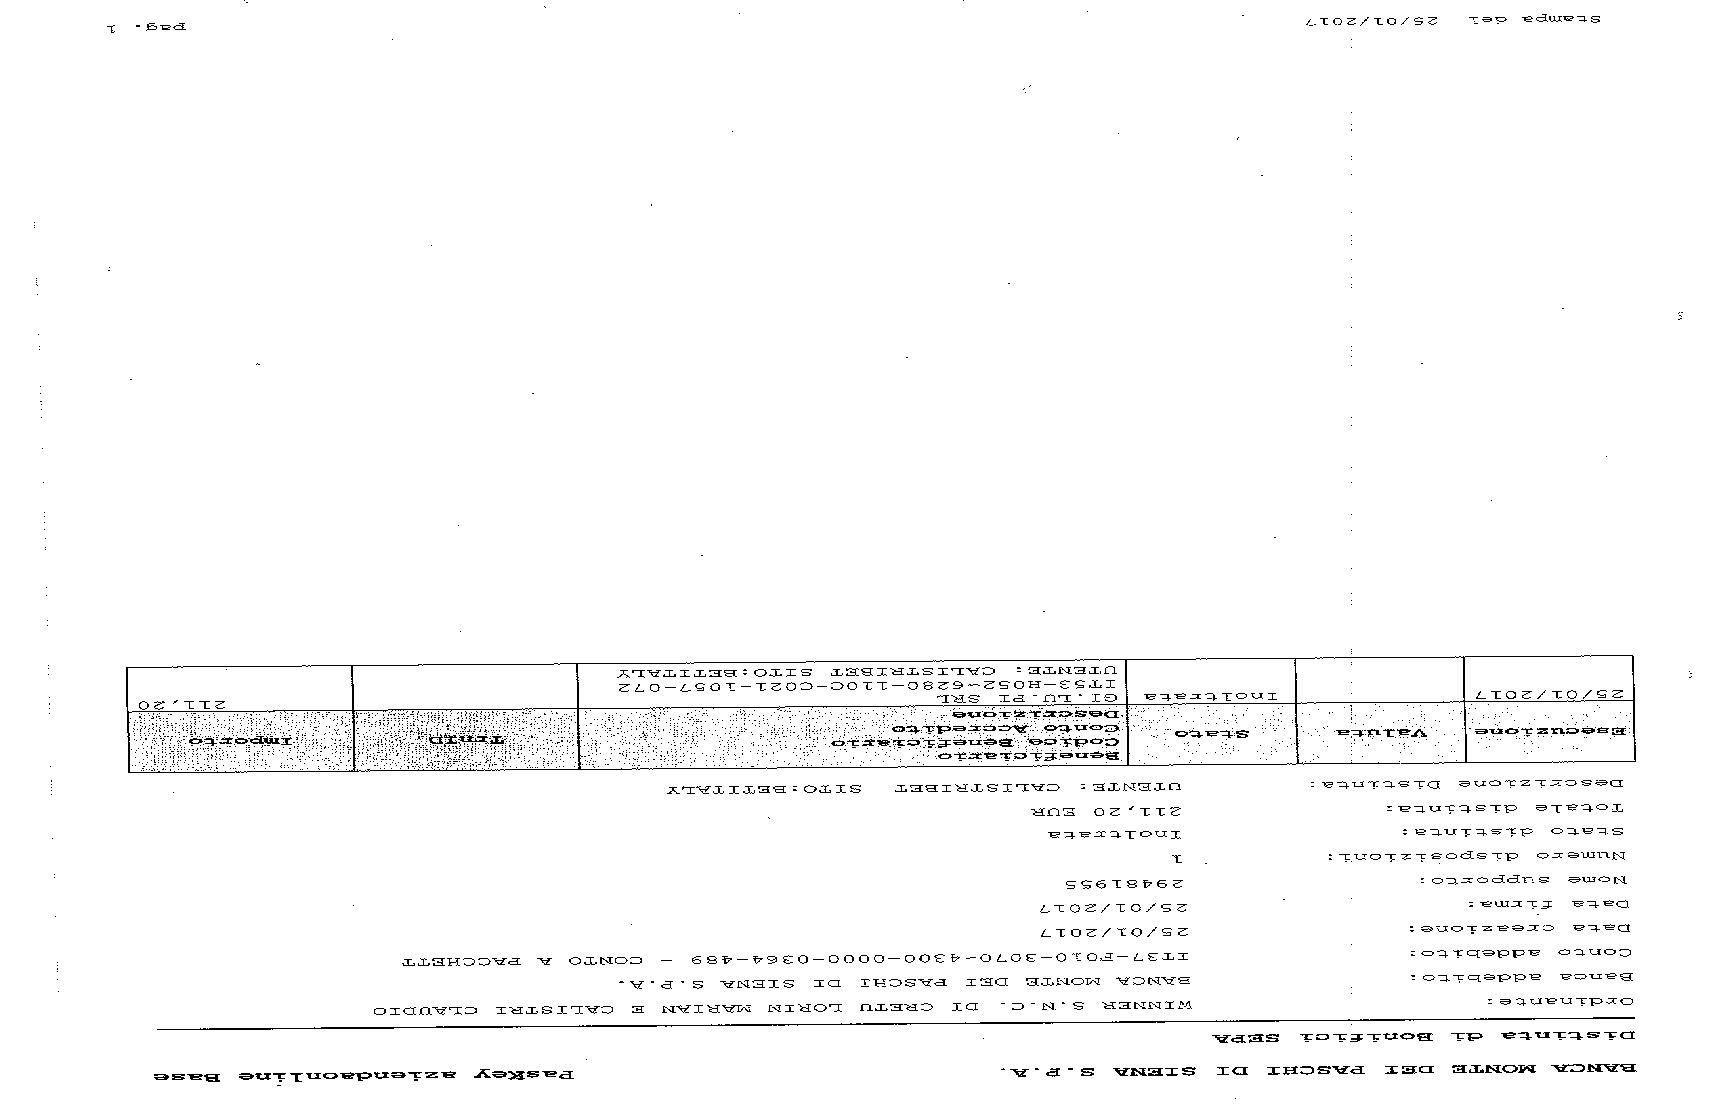 BANCA MONTE DEI PASCHI DI SIENA S.P.A. PasKey aziendaonline Base
Distinta di Bonifici SEPA
Ordinante: WINNER S.N.C. DI CRETU LORIN MARIAN E CALISTRI CLAUDIO
Banca addebito: BANCA MONTE DEI PASCHI DI SIENA S.P.A.
Conto addebito: IT37-F010-3070-4300-0000-0364-489 - CONTO A PACCHETT
Data creazione: 25/01/2017
Data firma: 25/01/2017
Nome supporto: 29481955
Numero disposizioni: 1
Stato distinta: Inoltrata
Totale distinta: 211,20 EUR
Descrizione Distinta: UTENTE: CALISTRIBET SITO:BETITALY
Esecuzione Valuta Stato Beneficiario TrnID Importo
Codice Beneficiario
Conto Accredito
Descrizione
25/01/2017 Inoltrata GI.LU.PI SRL 211,20
IT53-H052-6280-110C-C021-1057-072
UTENTE: CALISTRIBET SITO:BETITALY
Stampa del 25/01/2017 pag. 1